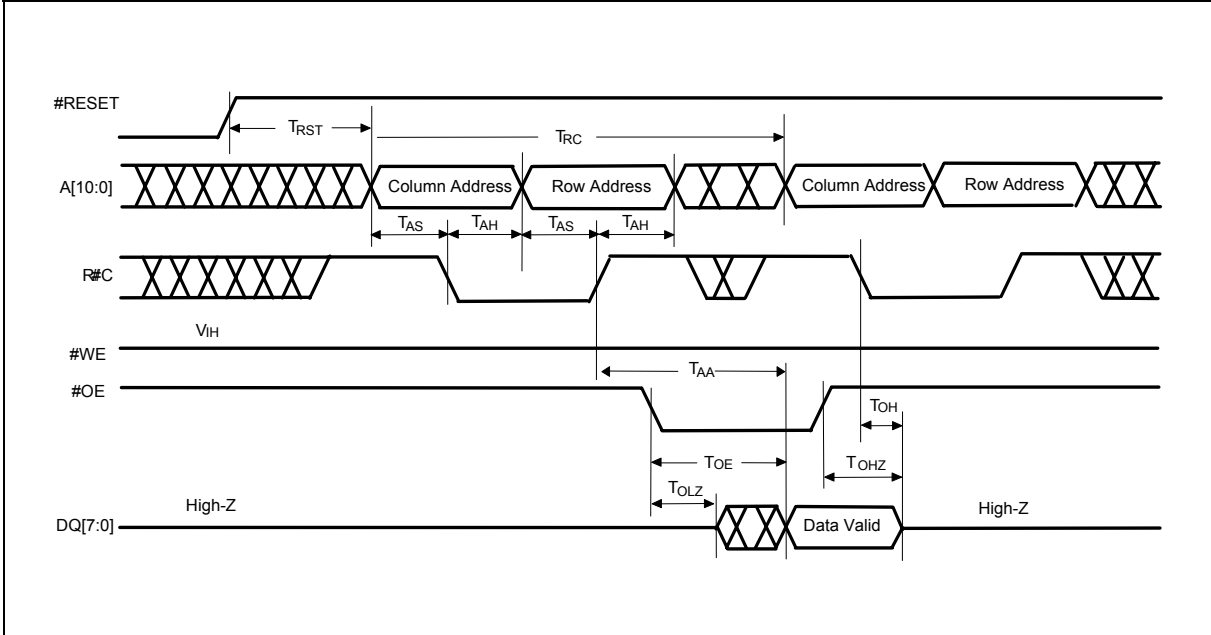 #RESET
TRST
TRC
A[10:0]
Column Address
Row Address
Column Address
Row Address
TAS
TAH
TAS
TAH
R#C
VIH
#WE
TAA
#OE
TOH
TOE
TOHZ
TOLZ
High-Z
High-Z
DQ[7:0]
Data Valid